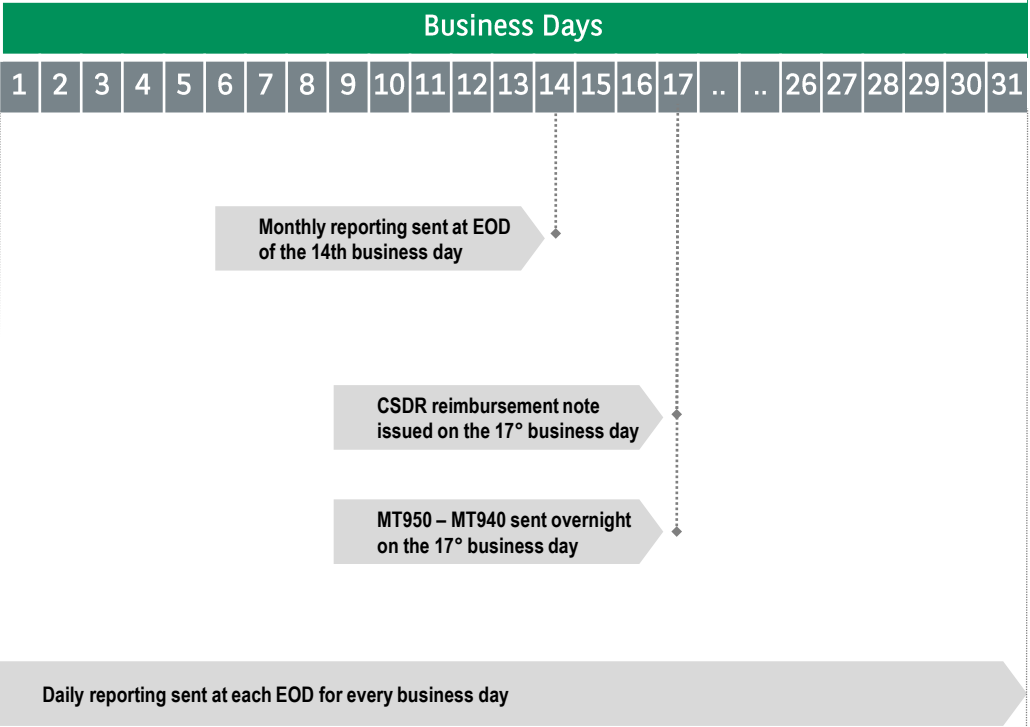 Business Days
1 2 3 4 5 6 7 8 9 10 11 12 13 14 15 16 17 .. .. 26 27 28 29 30 31
Monthly reporting sent at EOD
of the 14th business day
CSDR reimbursement note
issued on the 17° business day
MT950 – MT940 sent overnight
on the 17° business day
Daily reporting sent at each EOD for every business day